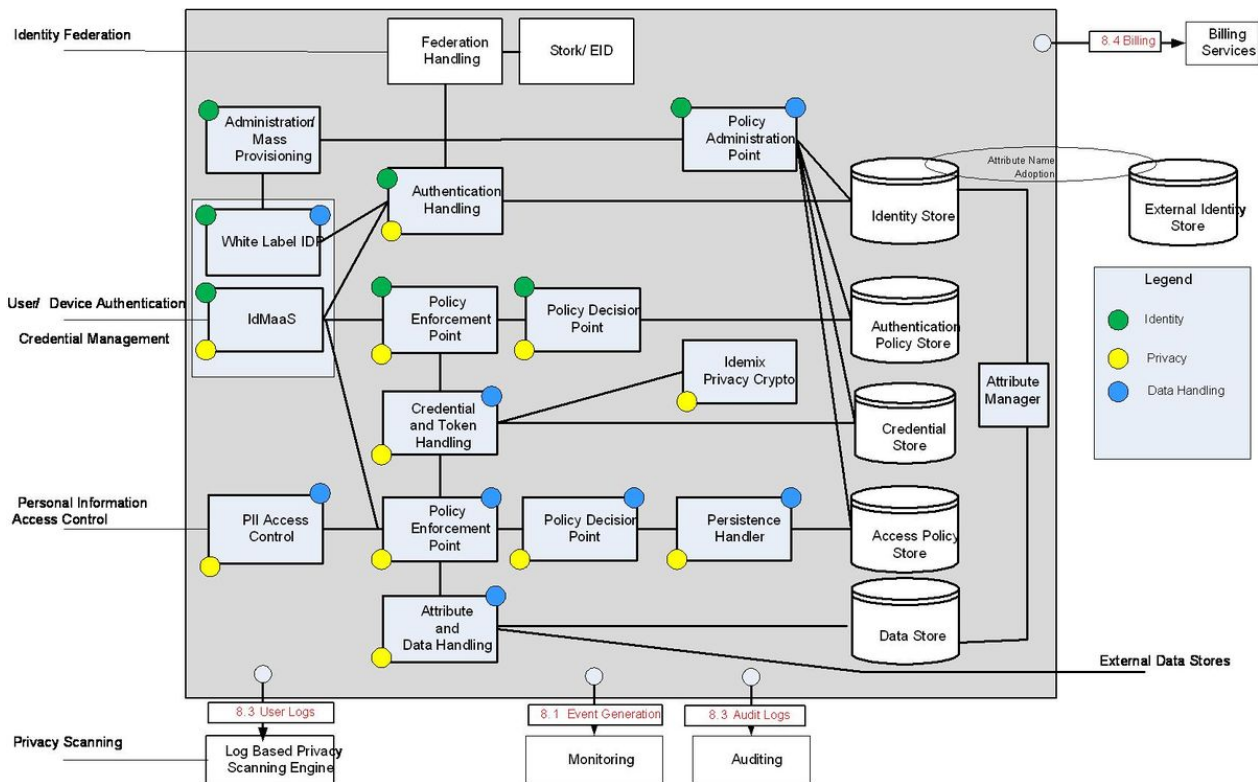 Identity Federation
Federation
Handling
Stork/ EID
8.4 Billing
Billing
Services
Administration/
Mass
Provisioning
Policy
Administration
Point
Attribute Name
Adoption
Authentication
Handling
Identity Store
External Identity
Store
White Label IDP
Legend
Identity
Privacy
Data Handling
User/ Device Authentication
Credential Management
IdMaaS
Policy
Enforcement
Point
Policy Decision
Point
Authentication
Policy Store
Idemix
Privacy Crypto
Attribute
Manager
Credential
and Token
Handling
Credential
Store
Personal Information
Access Control
PII Access
Control
Policy
Enforcement
Point
Policy Decision
Point
Persistence
Handler
Access Policy
Store
Attribute
and
Data Handling
Data Store
External Data Stores
8.3 User Logs
8.1 Event Generation
8.3 Audit Logs
Privacy Scanning
Log Based Privacy
Scanning Engine
Monitoring
Auditing